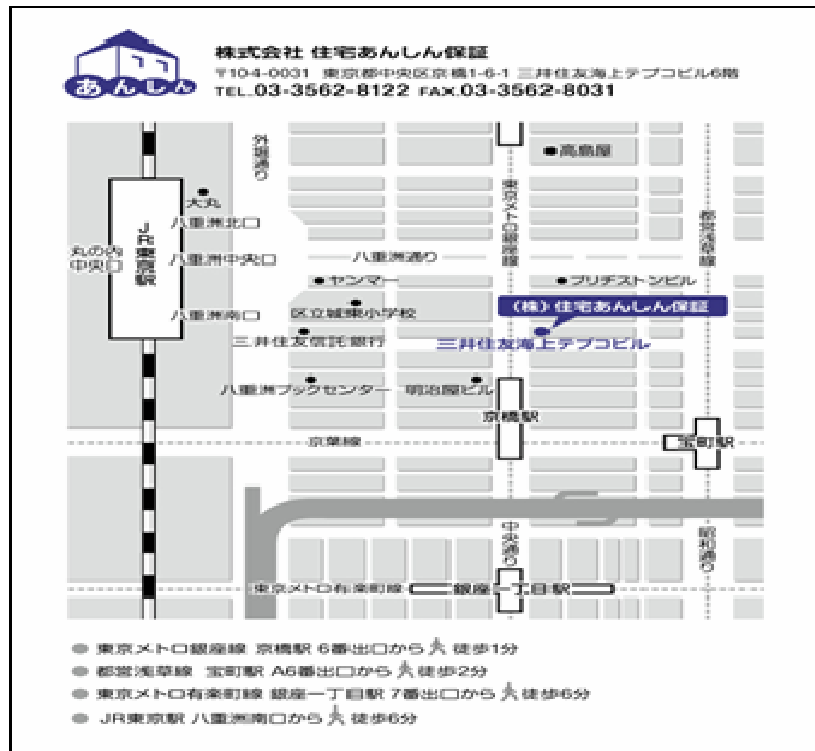 株式会社 住宅あんしん保証
〒104-0031 東京都中央区京橋1-6-1 三井住友海上テプコビル6階
TEL.03-3562-8122 FAX.03-3562-8031
あんしん
外堀通り
高島屋
大丸
東京メトロ銀座線
都営浅草線
八重洲北口
JR東京駅
丸の内中央口
八重洲中央口
八重洲通り
ヤンマー
ブリヂストンビル
区立城東小学校
(株)住宅あんしん保証
八重洲南口
三井住友信託銀行
三井住友海上テプコビル
八重洲ブックセンター
明治屋ビル
京橋駅
京葉線
宝町駅
中央通り
昭和通り
東京メトロ有楽町線
銀座一丁目駅
東京メトロ銀座線 京橋駅 6番出口から 徒歩1分
都営浅草線 宝町駅 A6番出口から 徒歩2分
東京メトロ有楽町線 銀座一丁目駅 7番出口から 徒歩6分
JR東京駅 八重洲南口から 徒歩6分